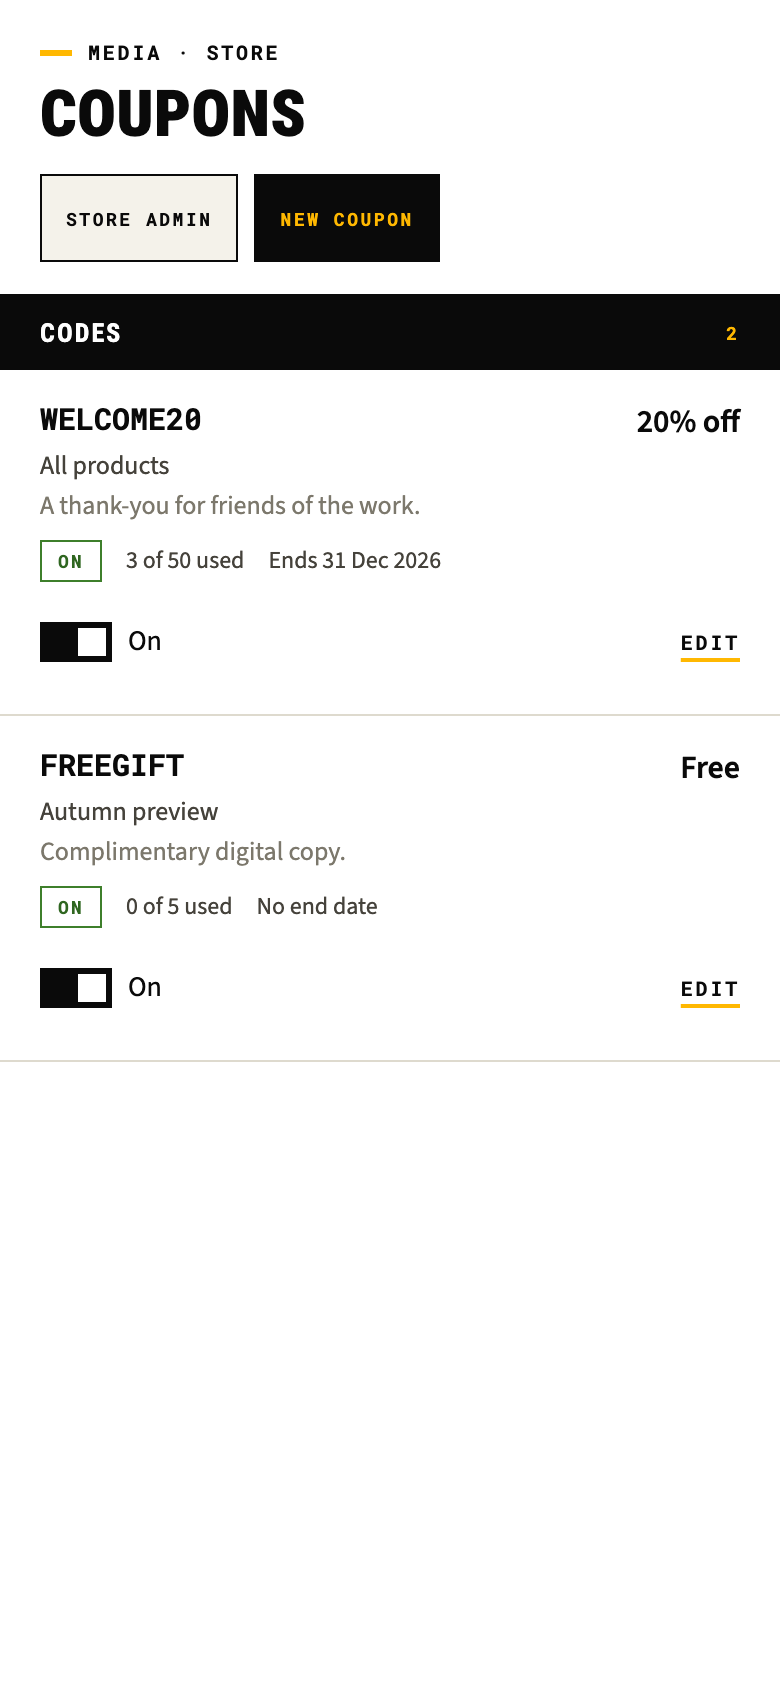 MEDIA · STORE
COUPONS
STORE ADMIN
NEW COUPON
CODES
2
WELCOME20
20% off
All products
A thank-you for friends of the work.
ON
3 of 50 used
Ends 31 Dec 2026
On
EDIT
FREEGIFT
Free
Autumn preview
Complimentary digital copy.
ON
0 of 5 used
No end date
On
EDIT